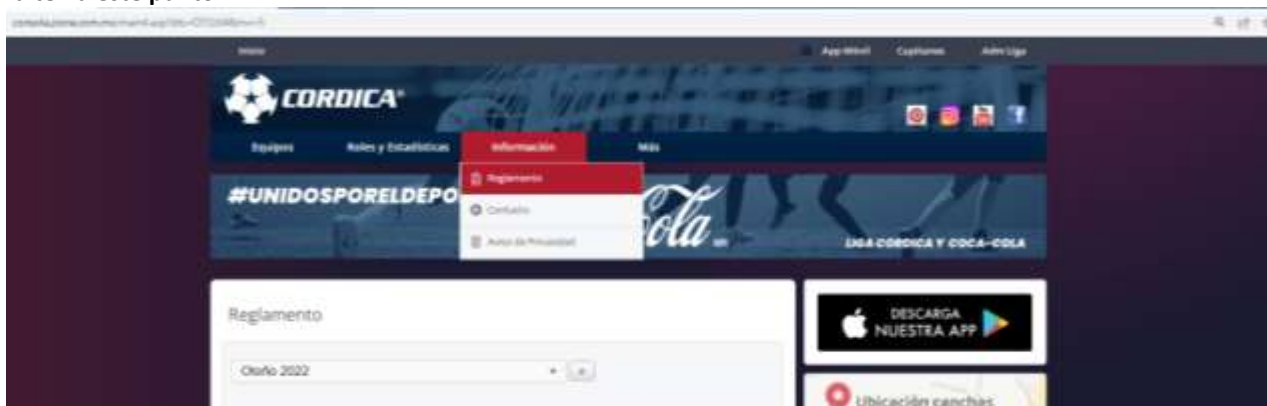 Inicio
App Móvil Capitanes Adm Liga
CORDICA
Equipos Roles y Estadísticas Información Más
Reglamento
#UNIDOSPORELDEPO
Contacto
Cola
Aviso de Privacidad
LIGA CORDICA Y COCA-COLA
Reglamento
DESCARGA
NUESTRA APP
Otoño 2022
Ubicación canchas